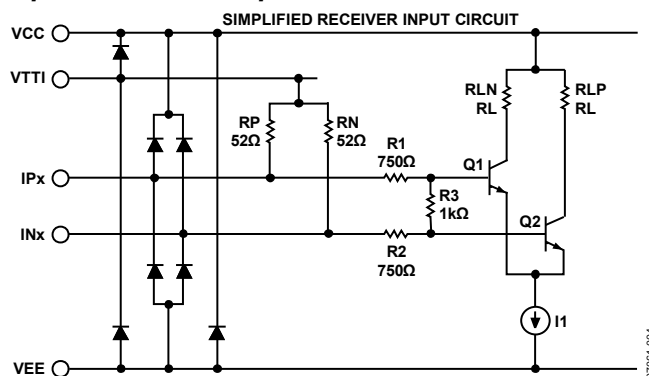 SIMPLIFIED RECEIVER INPUT CIRCUIT
VCC
VTTI
RP
52Ω
RN
52Ω
RLN
RL
RLP
RL
R1
750Ω
Q1
IPx
R3
1kΩ
Q2
INx
R2
750Ω
I1
VEE